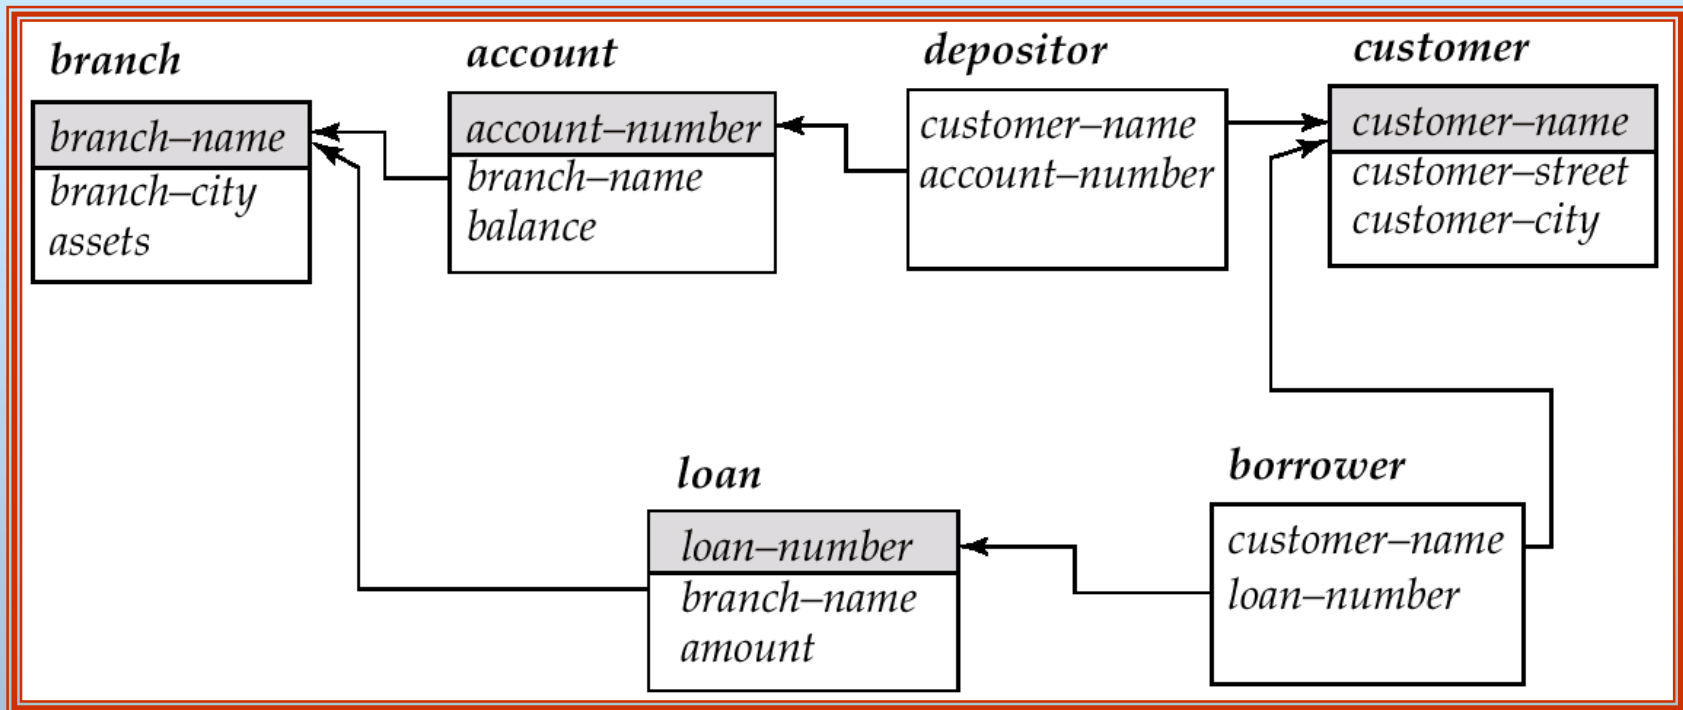 branch
branch–name
branch–city
assets
account
account–number
branch–name
balance
depositor
customer–name
account–number
customer
customer–name
customer–street
customer–city
loan
loan–number
branch–name
amount
borrower
customer–name
loan–number